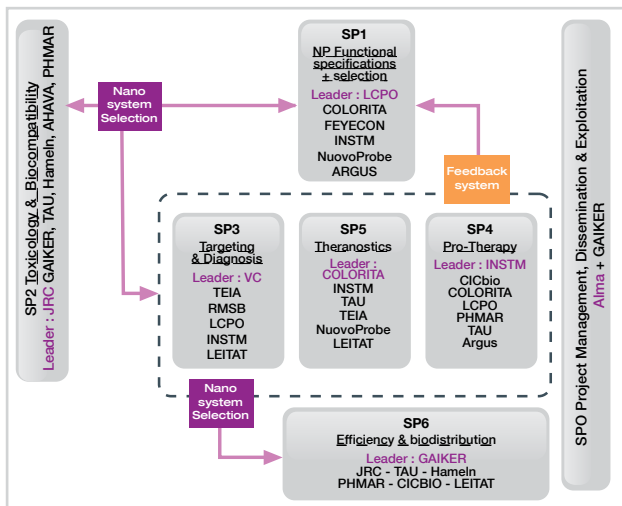 SP1
NP Functional
specifications
+ selection
Leader : LCPO
COLORITA
FEYECON
INSTM
NuovoProbe
ARGUS
Nano
system
Selection
SP2 Toxicology & Biocompatibility
Leader : JRC GAIKER, TAU, Hameln, AHAVA, PHMAR
Feedback
system
SP3
Targeting
& Diagnosis
Leader : VC
TEIA
RMSB
LCPO
INSTM
LEITAT
SP5
Theranostics
Leader :
COLORITA
INSTM
TAU
TEIA
NuovoProbe
LEITAT
SP4
Pro-Therapy
Leader : INSTM
CICbio
COLORITA
LCPO
PHMAR
TAU
Argus
Nano
system
Selection
SP6
Efficiency & biodistribution
Leader : GAIKER
JRC - TAU - Hameln
PHMAR - CICBIO - LEITAT
SPO Project Management, Dissemination & Exploitation
Alma + GAIKER